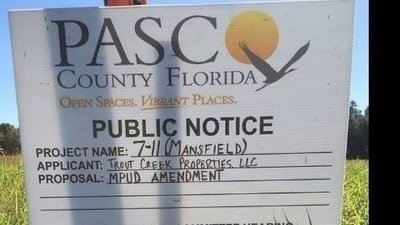 PASCO
COUNTY FLORIDA
OPEN SPACES. VIBRANT PLACES.
PUBLIC NOTICE
PROJECT NAME: 7-11 (MANSFIELD)
APPLICANT: TROUT CREEK PROPERTIES, LLC
PROPOSAL: MPUD AMENDMENT